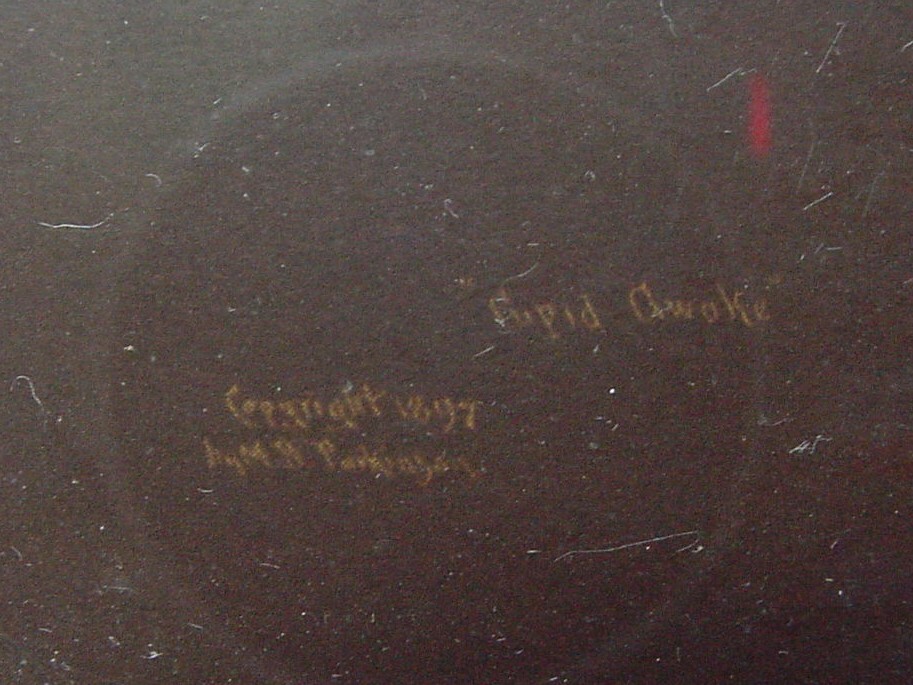 "Cupid Awake"
Copyright 1897
by M.B. Parkinson